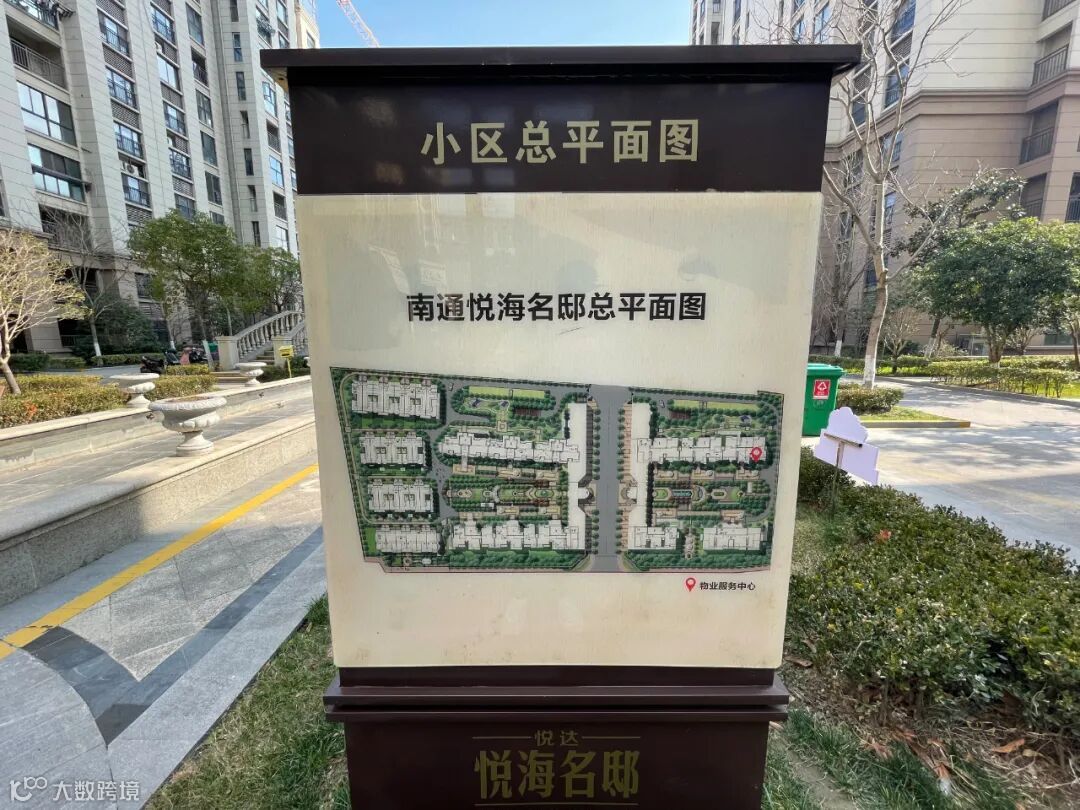 小区总平面图
南通悦海名邸总平面图
物业服务中心
悦达
悦海名邸
大数跨境